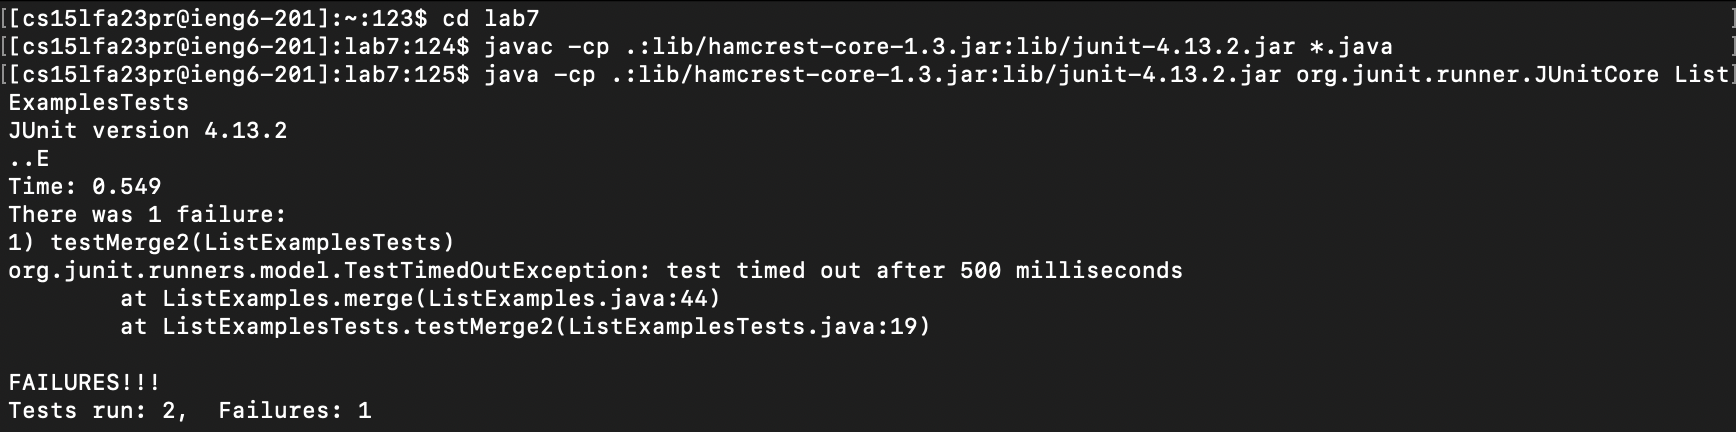 [[cs15lfa23pr@ieng6-201]:~:123$ cd lab7 ]
[[cs15lfa23pr@ieng6-201]:lab7:124$ javac -cp .:lib/hamcrest-core-1.3.jar:lib/junit-4.13.2.jar *.java ]
[[cs15lfa23pr@ieng6-201]:lab7:125$ java -cp .:lib/hamcrest-core-1.3.jar:lib/junit-4.13.2.jar org.junit.runner.JUnitCore List]
ExamplesTests
JUnit version 4.13.2
..E
Time: 0.549
There was 1 failure:
1) testMerge2(ListExamplesTests)
org.junit.runners.model.TestTimedOutException: test timed out after 500 milliseconds
        at ListExamples.merge(ListExamples.java:44)
        at ListExamplesTests.testMerge2(ListExamplesTests.java:19)

FAILURES!!!
Tests run: 2,  Failures: 1